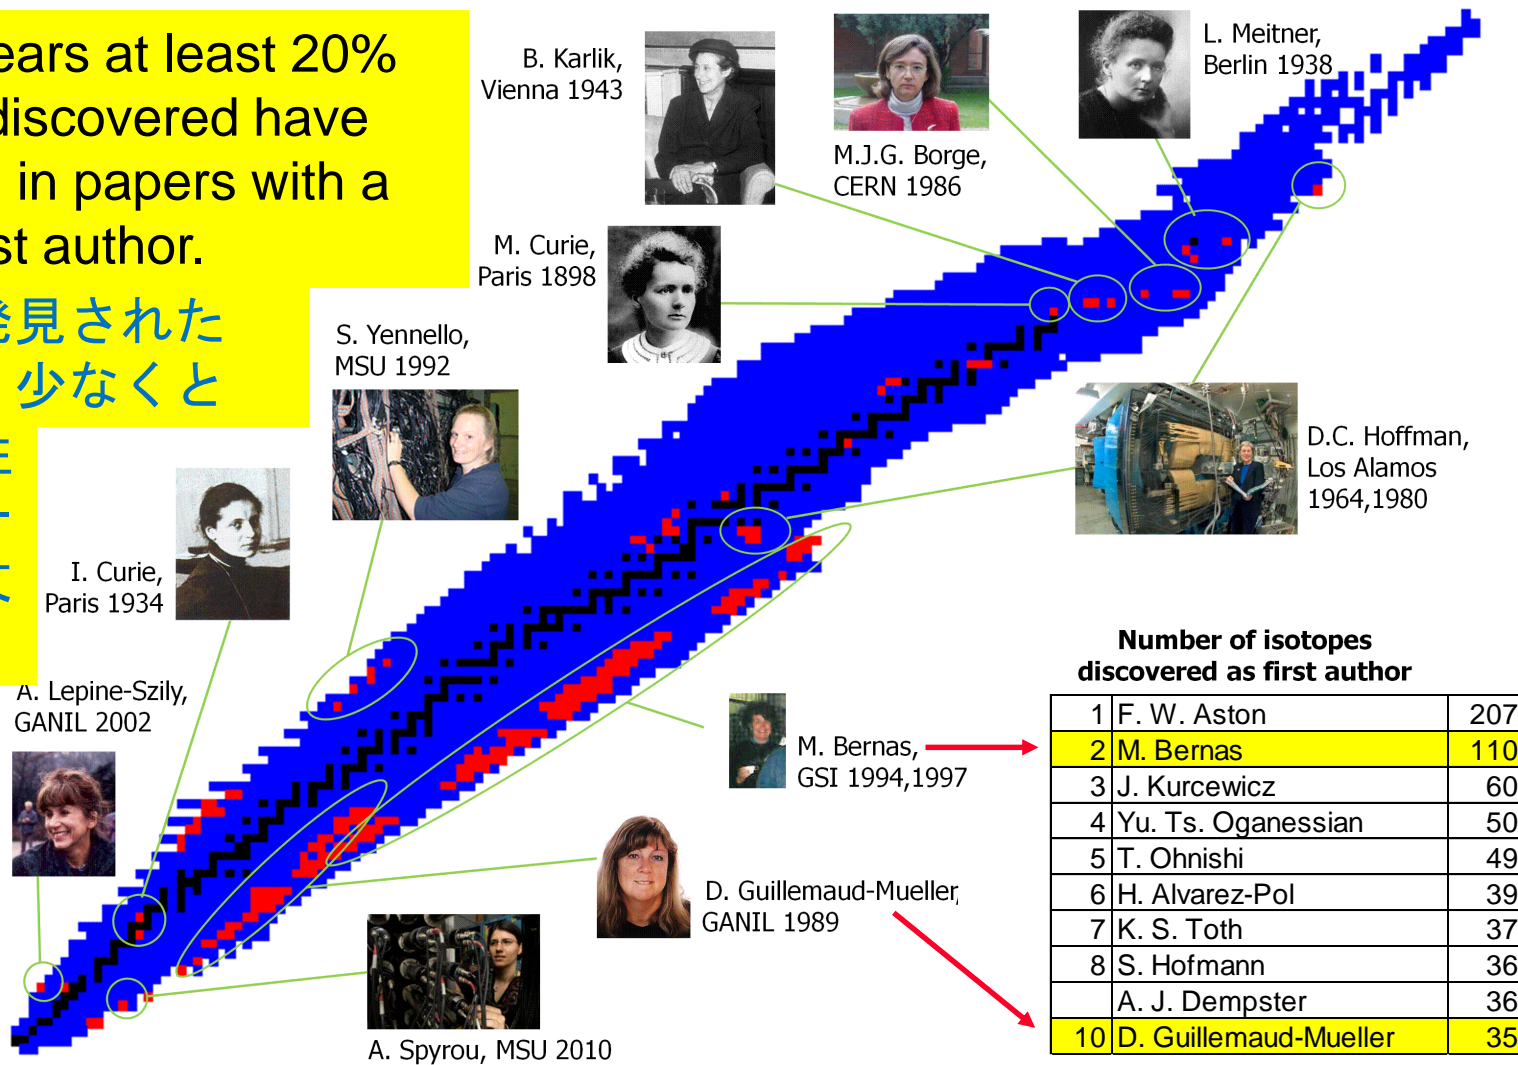 ears at least 20%
discovered have
in papers with a
st author.
発見された
少なくと
B. Karlik,
Vienna 1943
M.J.G. Borge,
CERN 1986
L. Meitner,
Berlin 1938
M. Curie,
Paris 1898
S. Yennello,
MSU 1992
D.C. Hoffman,
Los Alamos
1964,1980
I. Curie,
Paris 1934
A. Lepine-Szily,
GANIL 2002
M. Bernas,
GSI 1994,1997
D. Guillemaud-Mueller,
GANIL 1989
A. Spyrou, MSU 2010
Number of isotopes
discovered as first author
1 F. W. Aston 207
2 M. Bernas 110
3 J. Kurcewicz 60
4 Yu. Ts. Oganessian 50
5 T. Ohnishi 49
6 H. Alvarez-Pol 39
7 K. S. Toth 37
8 S. Hofmann 36
A. J. Dempster 36
10 D. Guillemaud-Mueller 35